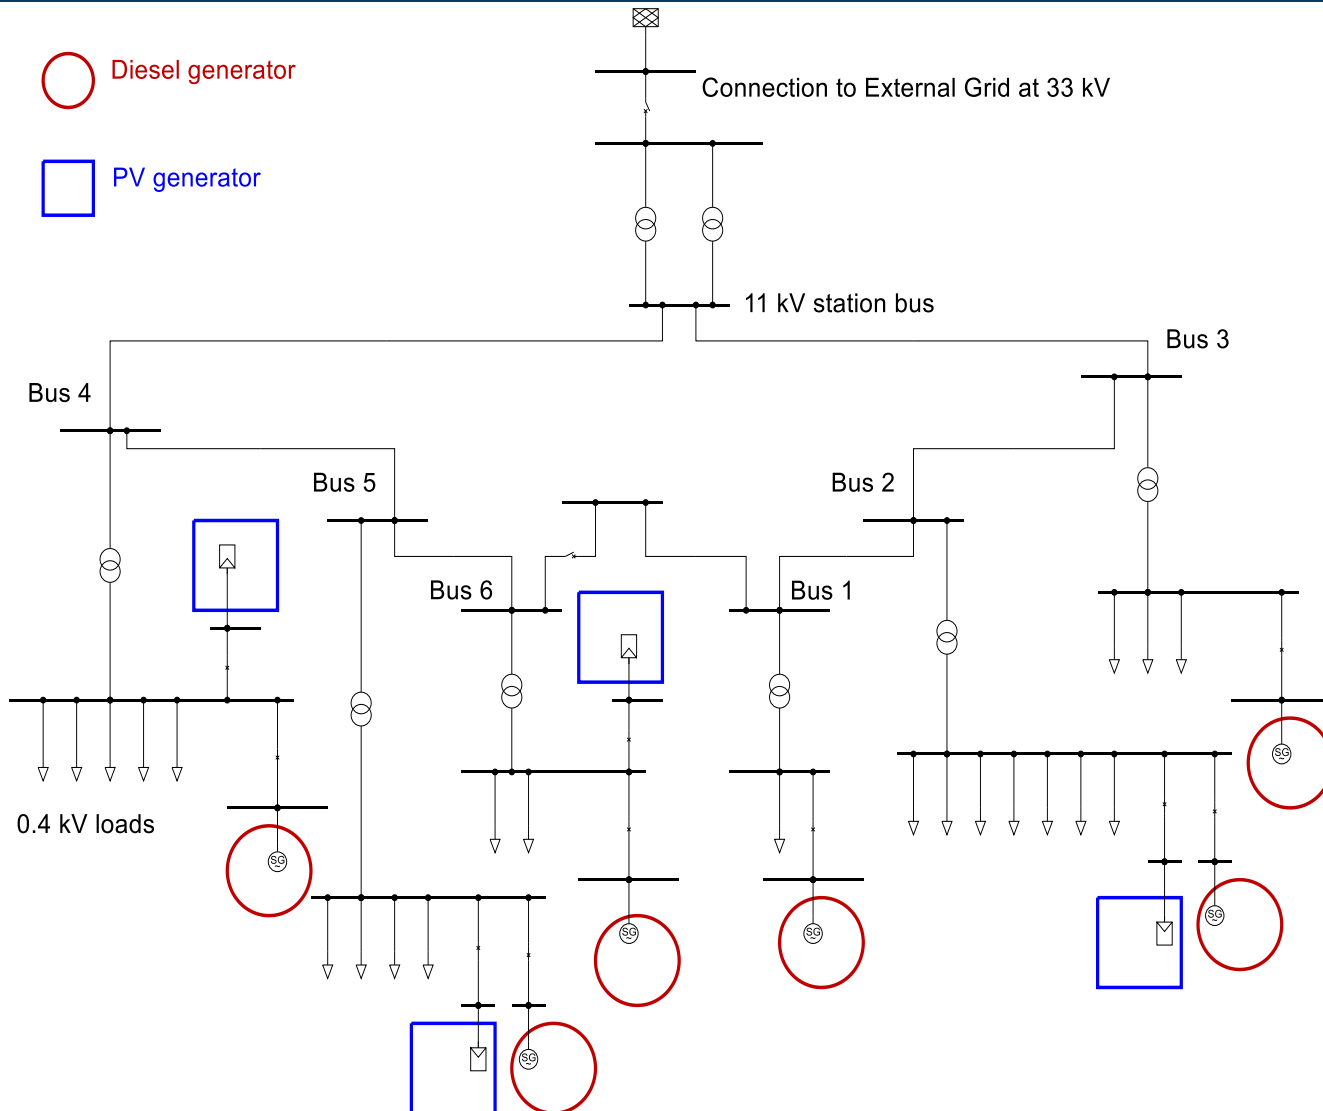 Diesel generator
Connection to External Grid at 33 kV
PV generator
11 kV station bus
Bus 3
Bus 4
Bus 5
Bus 2
Bus 6
Bus 1
0.4 kV loads
SG
~
SG
~
SG
~
SG
~
SG
~
SG
~